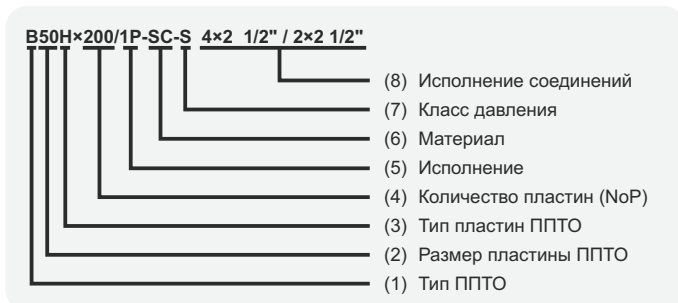 B50H×200/1P-SC-S 4×2 1/2" / 2×2 1/2"
(8) Исполнение соединений
(7) Класс давления
(6) Материал
(5) Исполнение
(4) Количество пластин (NoP)
(3) Тип пластин ППТО
(2) Размер пластины ППТО
(1) Тип ППТО